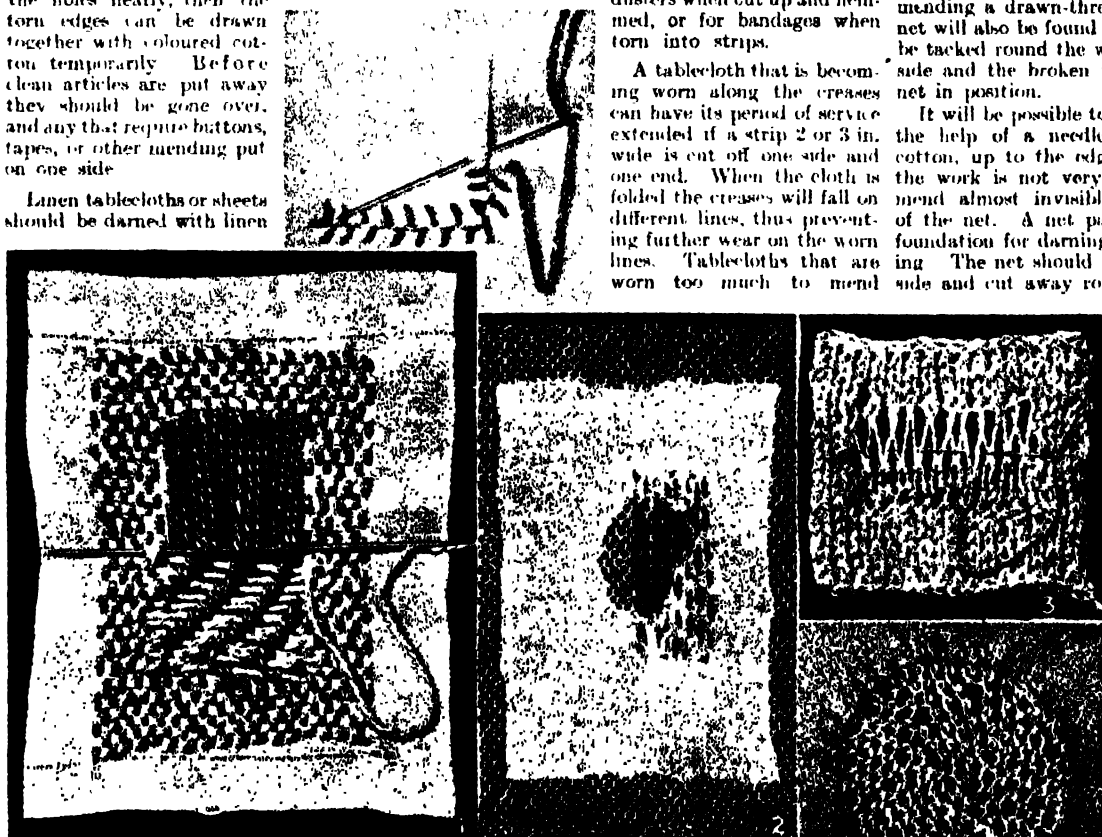 the holes neatly, then the
torn edges can be drawn
together with coloured cot-
ton temporarily Before
clean articles are put away
they should be gone over,
and any that require buttons,
tapes, or other mending put
on one side
Linen tablecloths or sheets
should be darned with linen
dusters when cut up and hem-
med, or for bandages when
torn into strips.
A tablecloth that is becom-
ing worn along the creases
can have its period of service
extended if a strip 2 or 3 in.
wide is cut off one side and
one end. When the cloth is
folded the creases will fall on
different lines, thus prevent-
ing further wear on the worn
lines. Tablecloths that are
worn too much to mend
mending a drawn-thre
net will also be found
be tacked round the w
side and the broken
net in position.
It will be possible to
the help of a needle
cotton, up to the edg
the work is not very
mend almost invisibl
of the net. A net pa
foundation for darning
ing The net should
side and cut away ro
2
3